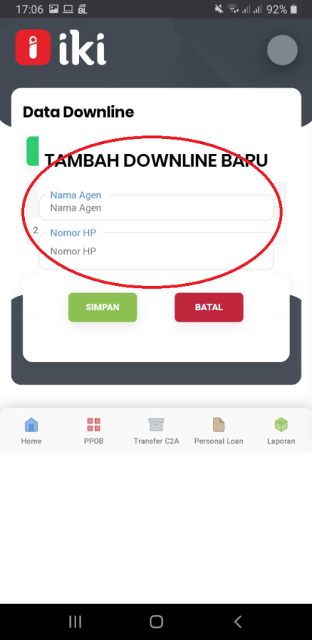 17:06
92%
iki
Data Downline
TAMBAH DOWNLINE BARU
Nama Agen
Nama Agen
2
Nomor HP
Nomor HP
SIMPAN
BATAL
Home
PPOB
Transfer C2A
Personal Loan
Laporan